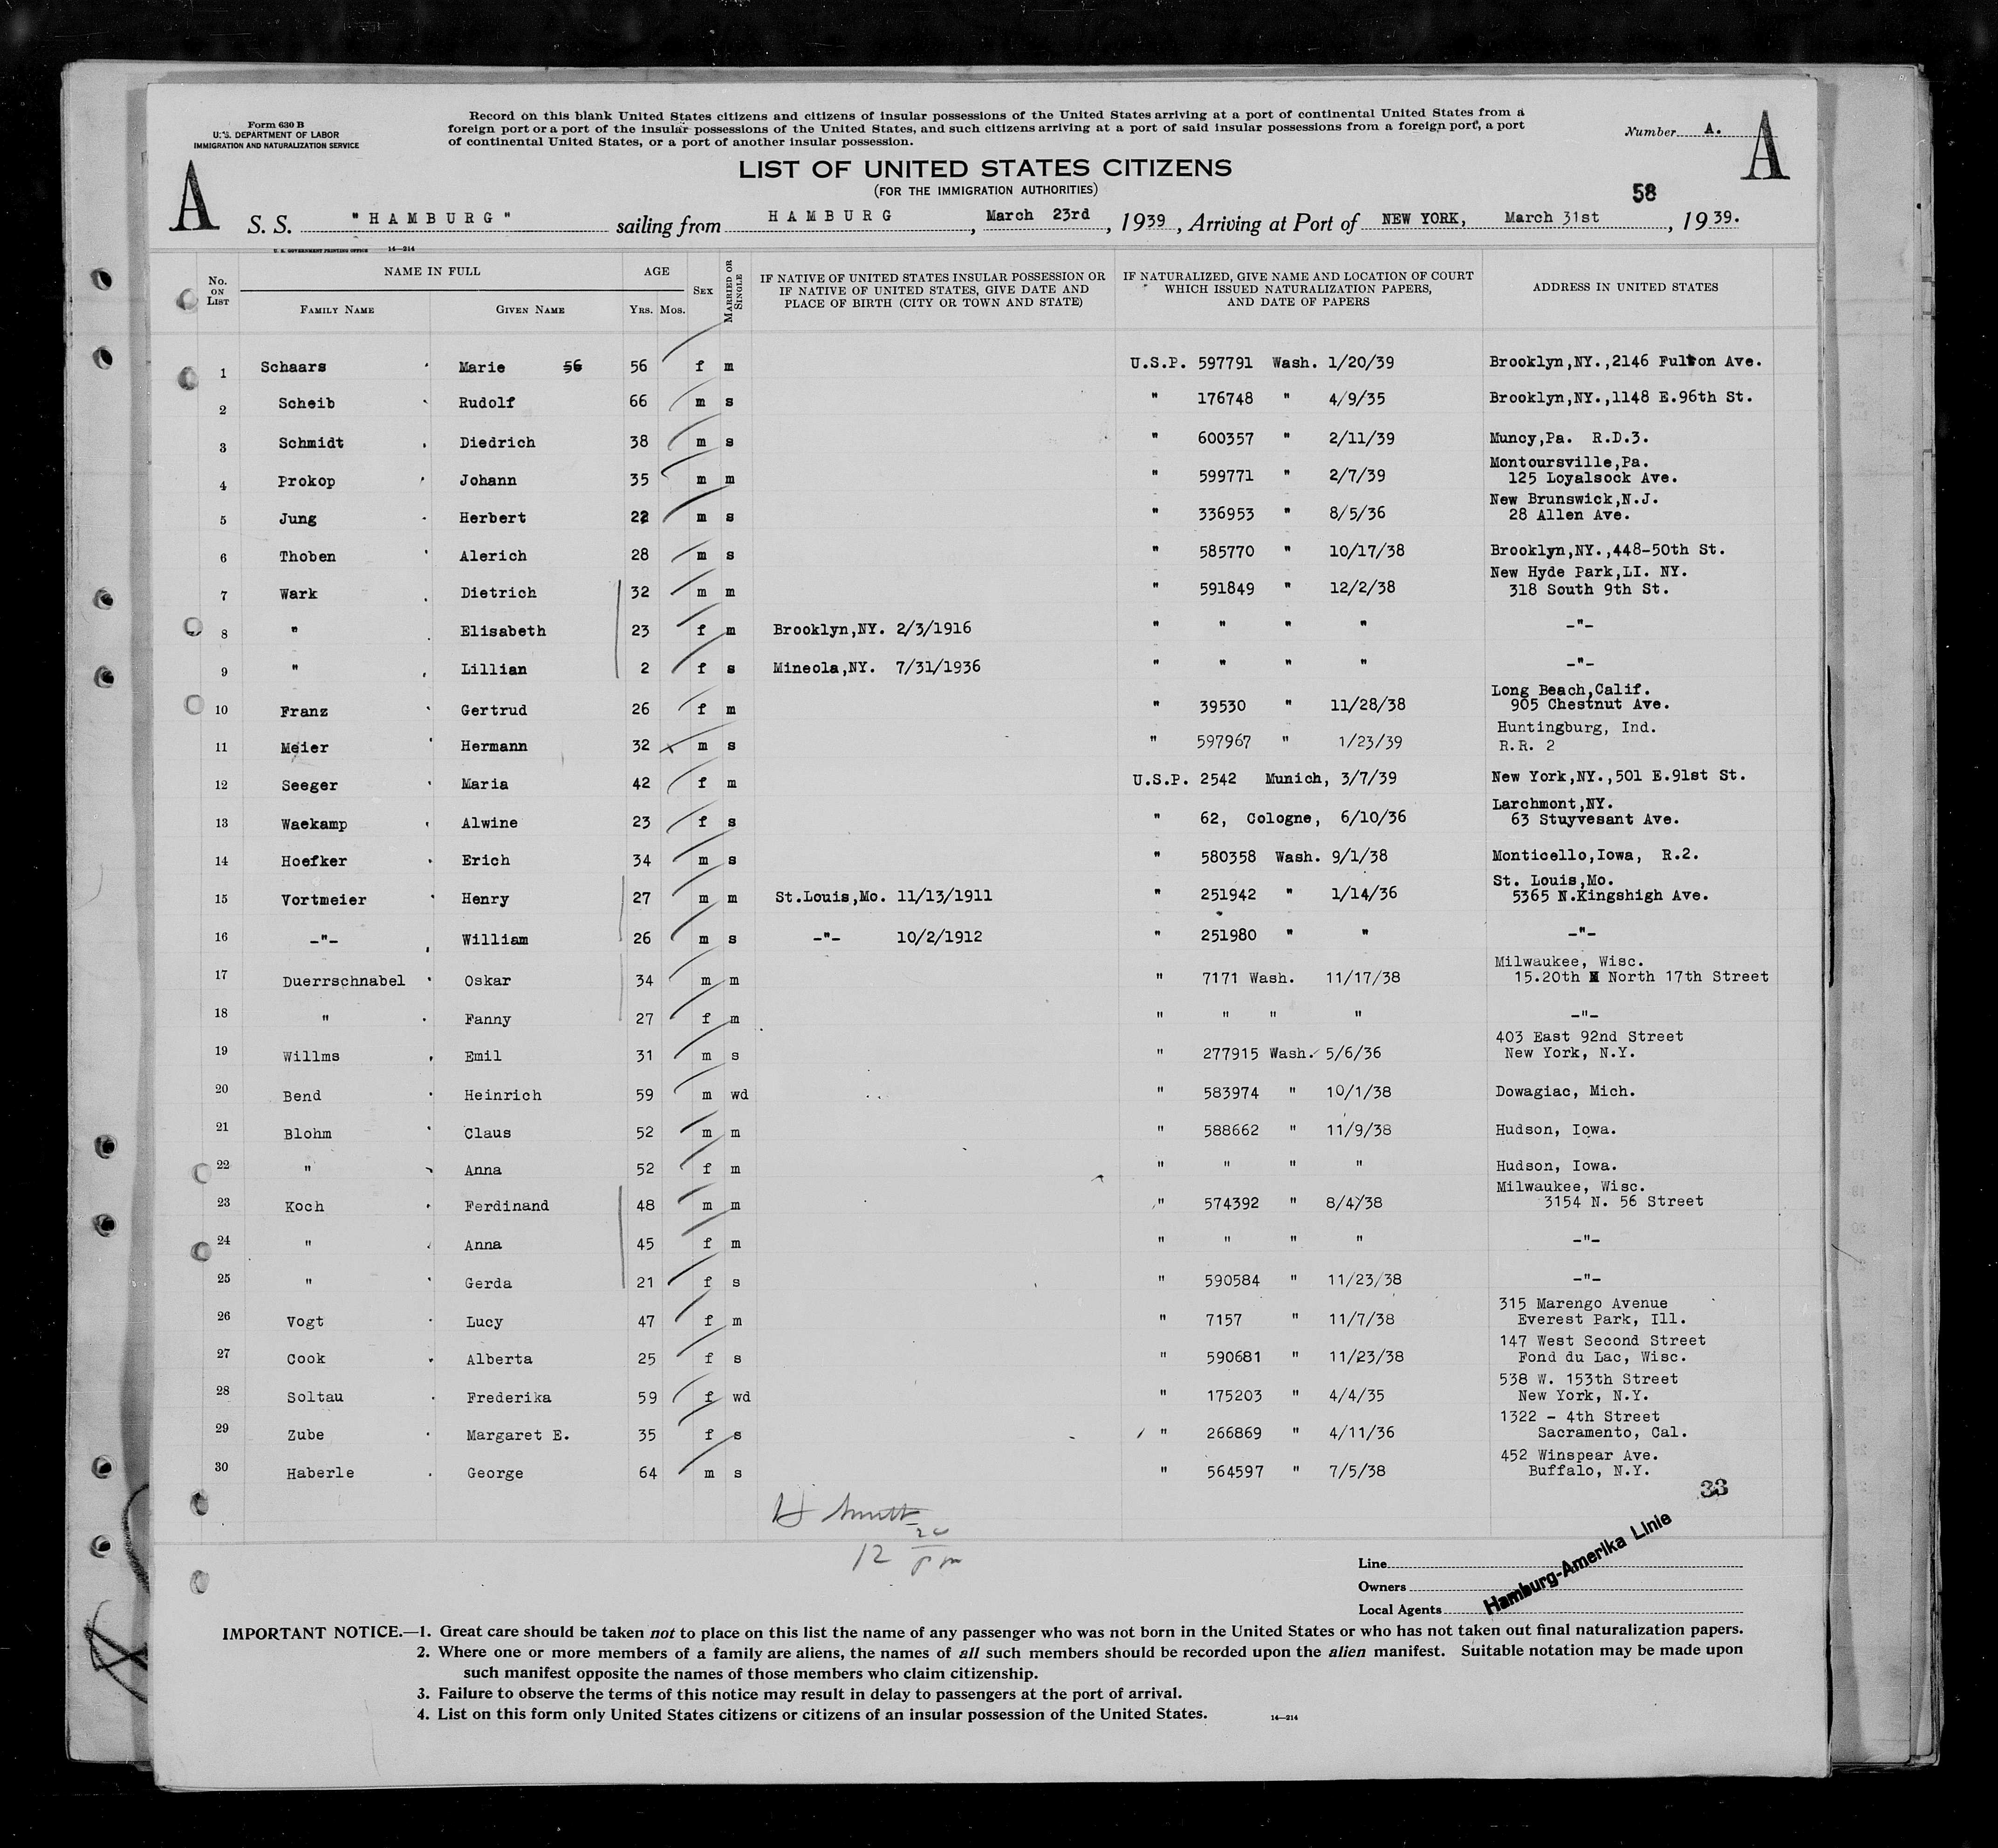 Form 630 B
U. S. DEPARTMENT OF LABOR
IMMIGRATION AND NATURALIZATION SERVICE
Record on this blank United States citizens and citizens of insular possessions of the United States arriving at a port of continental United States from a
foreign port or a port of the insular possessions of the United States, and such citizens arriving at a port of said insular possessions from a foreign port, a port
of continental United States, or a port of another insular possession.
Number A.
A
A
LIST OF UNITED STATES CITIZENS
(FOR THE IMMIGRATION AUTHORITIES)
58
S. S. "HAMBURG" sailing from HAMBURG, March 23rd, 1939, Arriving at Port of NEW YORK, March 31st, 1939.
U. S. GOVERNMENT PRINTING OFFICE 14—214
No. ON LIST NAME IN FULL AGE SEX MARRIED OR SINGLE IF NATIVE OF UNITED STATES INSULAR POSSESSION OR IF NATIVE OF UNITED STATES, GIVE DATE AND PLACE OF BIRTH (CITY OR TOWN AND STATE) IF NATURALIZED, GIVE NAME AND LOCATION OF COURT WHICH ISSUED NATURALIZATION PAPERS, AND DATE OF PAPERS ADDRESS IN UNITED STATES
FAMILY NAME GIVEN NAME YRS. MOS.
1 Schaars Marie 56 56 f m U.S.P. 597791 Wash. 1/20/39 Brooklyn,NY.,2146 Fulton Ave.
2 Scheib Rudolf 66 m s " 176748 " 4/9/35 Brooklyn,NY.,1148 E.96th St.
3 Schmidt Diedrich 38 m s " 600357 " 2/11/39 Muncy,Pa. R.D.3.
4 Prokop Johann 35 m m " 599771 " 2/7/39 Montoursville,Pa.
125 Loyalsock Ave.
5 Jung Herbert 22 m s " 336953 " 8/5/36 New Brunswick,N.J.
28 Allen Ave.
6 Thoben Alerich 28 m s " 585770 " 10/17/38 Brooklyn,NY.,448-50th St.
7 Wark Dietrich 32 m m " 591849 " 12/2/38 New Hyde Park,LI. NY.
318 South 9th St.
8 " Elisabeth 23 f m Brooklyn,NY. 2/3/1916 " " " " -"-
9 " Lillian 2 f s Mineola,NY. 7/31/1936 " " " " -"-
10 Franz Gertrud 26 f m " 39530 " 11/28/38 Long Beach,Calif.
905 Chestnut Ave.
11 Meier Hermann 32 m s " 597967 " 1/23/39 Huntingburg, Ind.
R.R. 2
12 Seeger Maria 42 f m U.S.P. 2542 Munich, 3/7/39 New York,NY.,501 E.91st St.
13 Waekamp Alwine 23 f s " 62, Cologne, 6/10/36 Larchmont,NY.
63 Stuyvesant Ave.
14 Hoefker Erich 34 m s " 580358 Wash. 9/1/38 Monticello,Iowa, R.2.
15 Vortmeier Henry 27 m m St.Louis,Mo. 11/13/1911 " 251942 " 1/14/36 St. Louis,Mo.
5365 N.Kingshigh Ave.
16 -"- William 26 m s -"- 10/2/1912 " 251980 " " -"-
17 Duerrschnabel Oskar 34 m m " 7171 Wash. 11/17/38 Milwaukee, Wisc.
15.20th North 17th Street
18 " Fanny 27 f m " " " " -"-
19 Willms Emil 31 m s " 277915 Wash. 5/6/36 403 East 92nd Street
New York, N.Y.
20 Bend Heinrich 59 m wd " 583974 " 10/1/38 Dowagiac, Mich.
21 Blohm Claus 52 m m " 588662 " 11/9/38 Hudson, Iowa.
22 " Anna 52 f m " " " " Hudson, Iowa.
23 Koch Ferdinand 48 m m " 574392 " 8/4/38 Milwaukee, Wisc.
3154 N. 56 Street
24 " Anna 45 f m " " " " -"-
25 " Gerda 21 f s " 590584 " 11/23/38 -"-
26 Vogt Lucy 47 f m " 7157 " 11/7/38 315 Marengo Avenue
Everest Park, Ill.
27 Cook Alberta 25 f s " 590681 " 11/23/38 147 West Second Street
Fond du Lac, Wisc.
28 Soltau Frederika 59 f wd " 175203 " 4/4/35 538 W. 153th Street
New York, N.Y.
29 Zube Margaret E. 35 f s " 266869 " 4/11/36 1322 - 4th Street
Sacramento, Cal.
30 Haberle George 64 m s " 564597 " 7/5/38 452 Winspear Ave.
Buffalo, N.Y.
33
12 pm
Line
Owners
Local Agents
Hamburg-Amerika Linie
IMPORTANT NOTICE.—1. Great care should be taken not to place on this list the name of any passenger who was not born in the United States or who has not taken out final naturalization papers.
2. Where one or more members of a family are aliens, the names of all such members should be recorded upon the alien manifest. Suitable notation may be made upon
such manifest opposite the names of those members who claim citizenship.
3. Failure to observe the terms of this notice may result in delay to passengers at the port of arrival.
4. List on this form only United States citizens or citizens of an insular possession of the United States. 14—214